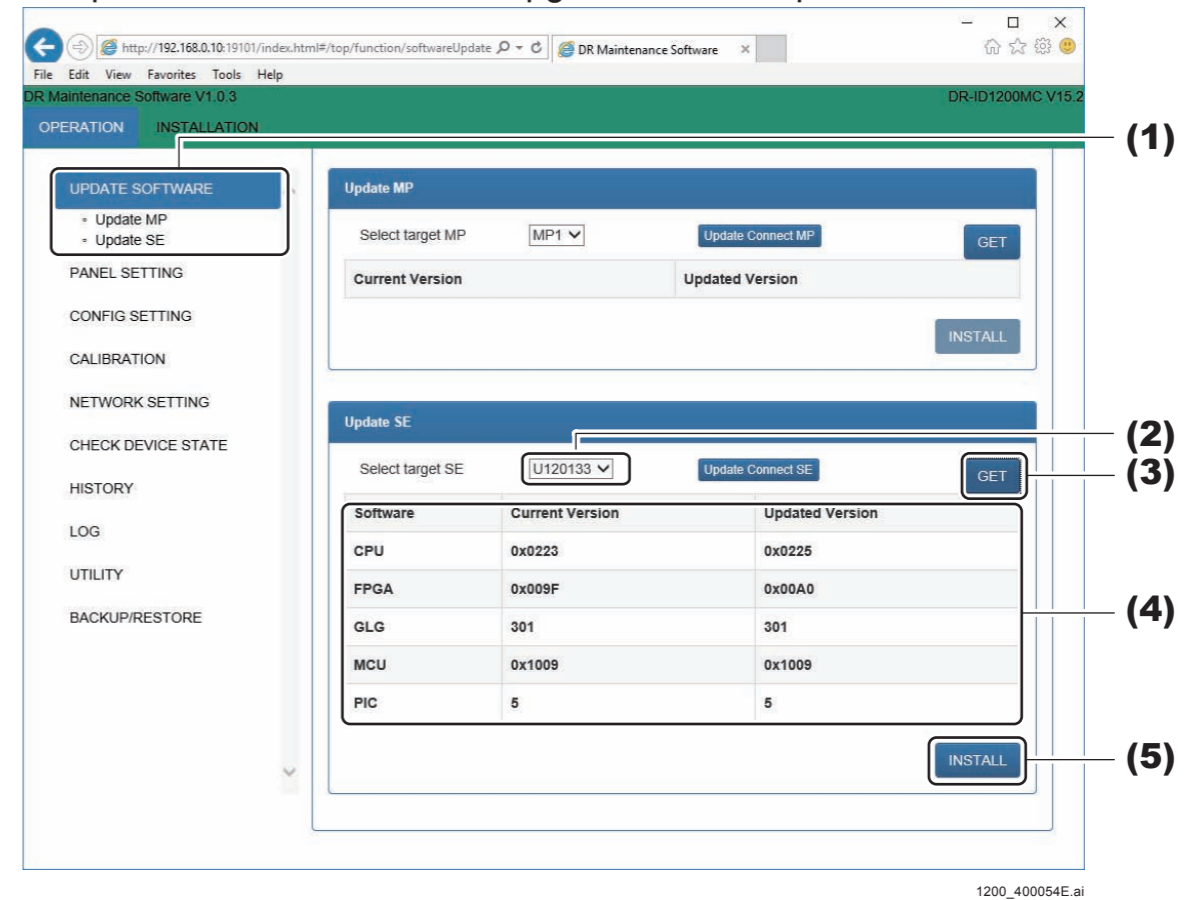 http://192.168.0.10:19101/index.html#/top/function/softwareUpdate
DR Maintenance Software
File Edit View Favorites Tools Help
DR Maintenance Software V1.0.3 DR-ID1200MC V15.2
OPERATION INSTALLATION
(1)
UPDATE SOFTWARE
Update MP
Update SE
PANEL SETTING
CONFIG SETTING
CALIBRATION
NETWORK SETTING
CHECK DEVICE STATE
HISTORY
LOG
UTILITY
BACKUP/RESTORE
Update MP
Select target MP MP1 Update Connect MP GET
Current Version Updated Version
INSTALL
Update SE
(2)
Select target SE U120133 Update Connect SE GET (3)
Software Current Version Updated Version
CPU 0x0223 0x0225
FPGA 0x009F 0x00A0
(4)
GLG 301 301
MCU 0x1009 0x1009
PIC 5 5
INSTALL (5)
1200_400054E.ai